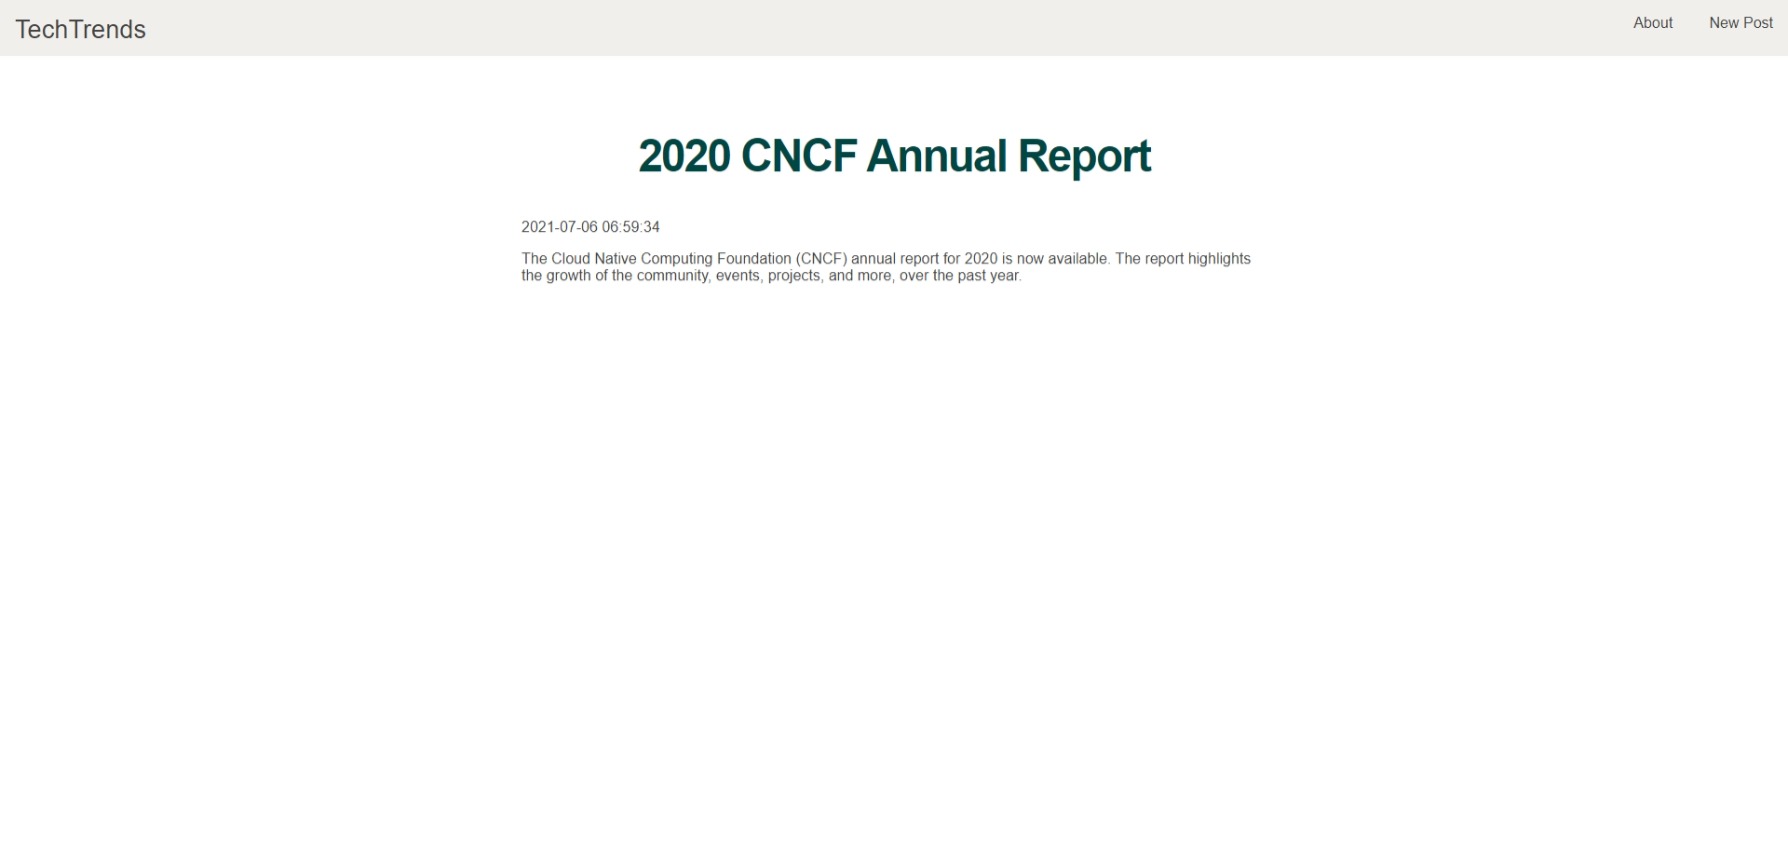 TechTrends
About
New Post
2020 CNCF Annual Report
2021-07-06 06:59:34
The Cloud Native Computing Foundation (CNCF) annual report for 2020 is now available. The report highlights
the growth of the community, events, projects, and more, over the past year.